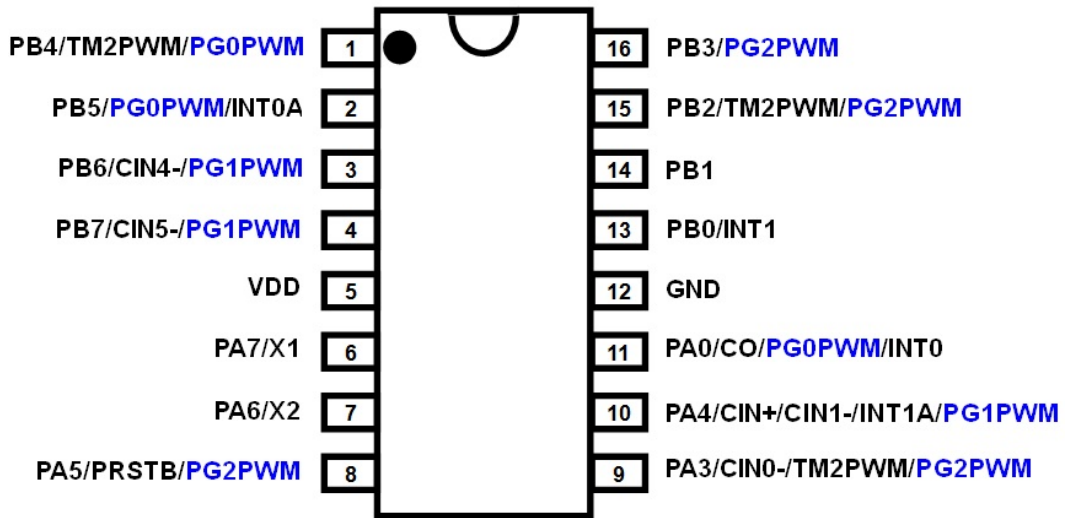 PB4/TM2PWM/PG0PWM 1 16 PB3/PG2PWM
PB5/PG0PWM/INT0A 2 15 PB2/TM2PWM/PG2PWM
PB6/CIN4-/PG1PWM 3 14 PB1
PB7/CIN5-/PG1PWM 4 13 PB0/INT1
VDD 5 12 GND
PA7/X1 6 11 PA0/CO/PG0PWM/INT0
PA6/X2 7 10 PA4/CIN+/CIN1-/INT1A/PG1PWM
PA5/PRSTB/PG2PWM 8 9 PA3/CIN0-/TM2PWM/PG2PWM